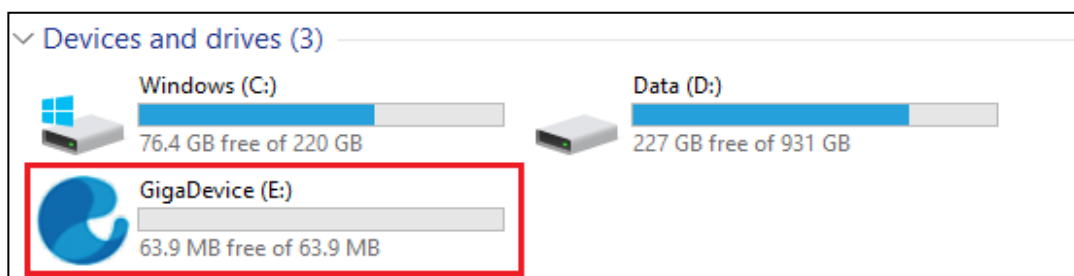 Devices and drives (3)
Windows (C:)
76.4 GB free of 220 GB
Data (D:)
227 GB free of 931 GB
GigaDevice (E:)
63.9 MB free of 63.9 MB